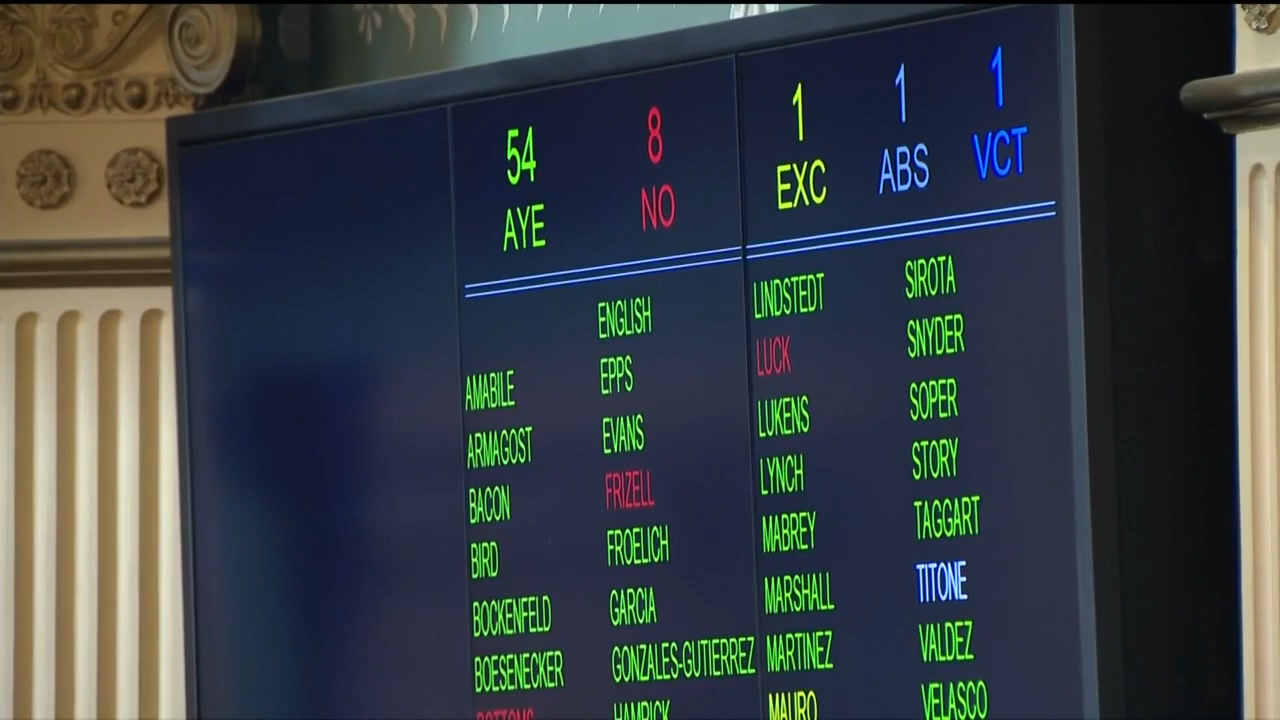 54 8 1 1 1
AYE NO EXC ABS VCT
AMABILE
ARMAGOST
BACON
BIRD
BOCKENFELD
BOESENECKER
BOTTOMS
ENGLISH
EPPS
EVANS
FRIZELL
FROELICH
GARCIA
GONZALES-GUTIERREZ
HAMRICK
LINDSTEDT
LUCK
LUKENS
LYNCH
MABREY
MARSHALL
MARTINEZ
MAURO
SIROTA
SNYDER
SOPER
STORY
TAGGART
TITONE
VALDEZ
VELASCO